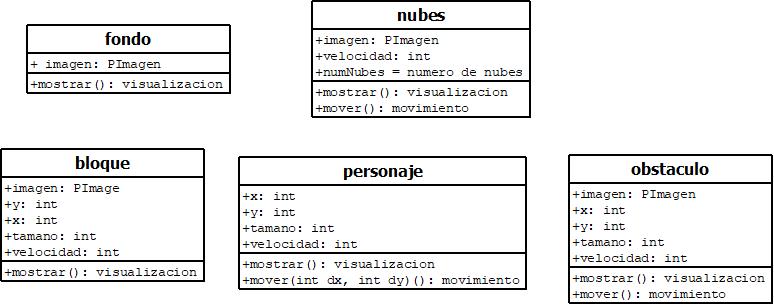 fondo
+ imagen: PImagen
+mostrar(): visualizacion
nubes
+imagen: PImagen
+velocidad: int
+numNubes = numero de nubes
+mostrar(): visualizacion
+mover(): movimiento
bloque
+imagen: PImage
+y: int
+x: int
+tamano: int
+velocidad: int
+mostrar(): visualizacion
personaje
+x: int
+y: int
+tamano: int
+velocidad: int
+mostrar(): visualizacion
+mover(int dx, int dy)(): movimiento
obstaculo
+imagen: PImagen
+x: int
+y: int
+tamano: int
+velocidad: int
+mostrar(): visualizacion
+mover(): movimiento